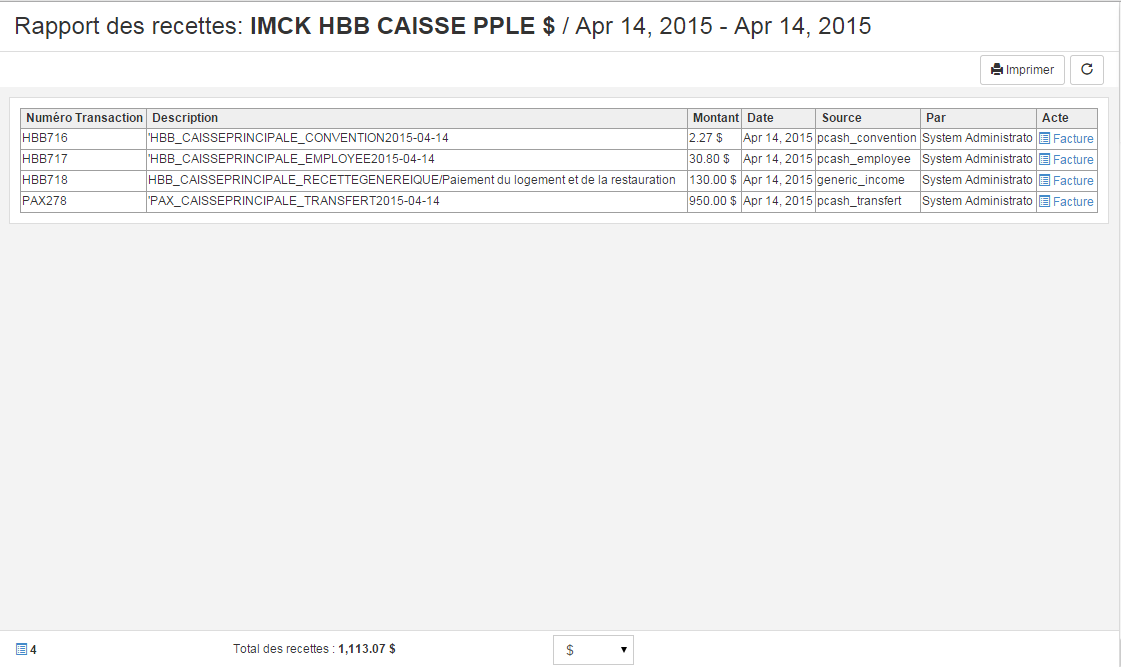 Rapport des recettes: IMCK HBB CAISSE PPLE $ / Apr 14, 2015 - Apr 14, 2015
Imprimer
Numéro Transaction Description Montant Date Source Par Acte
HBB716 'HBB_CAISSEPRINCIPALE_CONVENTION2015-04-14 2.27 $ Apr 14, 2015 pcash_convention System Administrato Facture
HBB717 'HBB_CAISSEPRINCIPALE_EMPLOYEE2015-04-14 30.80 $ Apr 14, 2015 pcash_employee System Administrato Facture
HBB718 HBB_CAISSEPRINCIPALE_RECETTEGENEREIQUE/Paiement du logement et de la restauration 130.00 $ Apr 14, 2015 generic_income System Administrato Facture
PAX278 'PAX_CAISSEPRINCIPALE_TRANSFERT2015-04-14 950.00 $ Apr 14, 2015 pcash_transfert System Administrato Facture
4 Total des recettes : 1,113.07 $ $